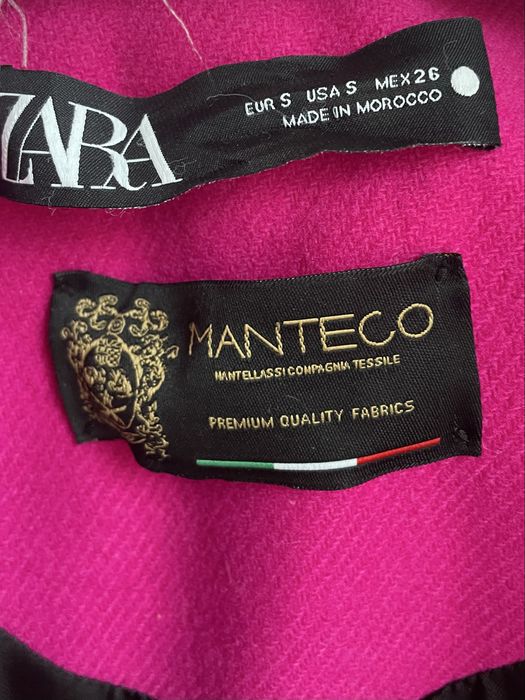 ZARA
EUR S USA S MEX 26
MADE IN MOROCCO
MANTECO
MANTELLASSI COMPAGNIA TESSILE
PREMIUM QUALITY FABRICS